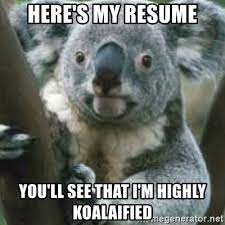 HERE'S MY RESUME
YOU'LL SEE THAT I'M HIGHLY
KOALAIFIED
memegenerator.net